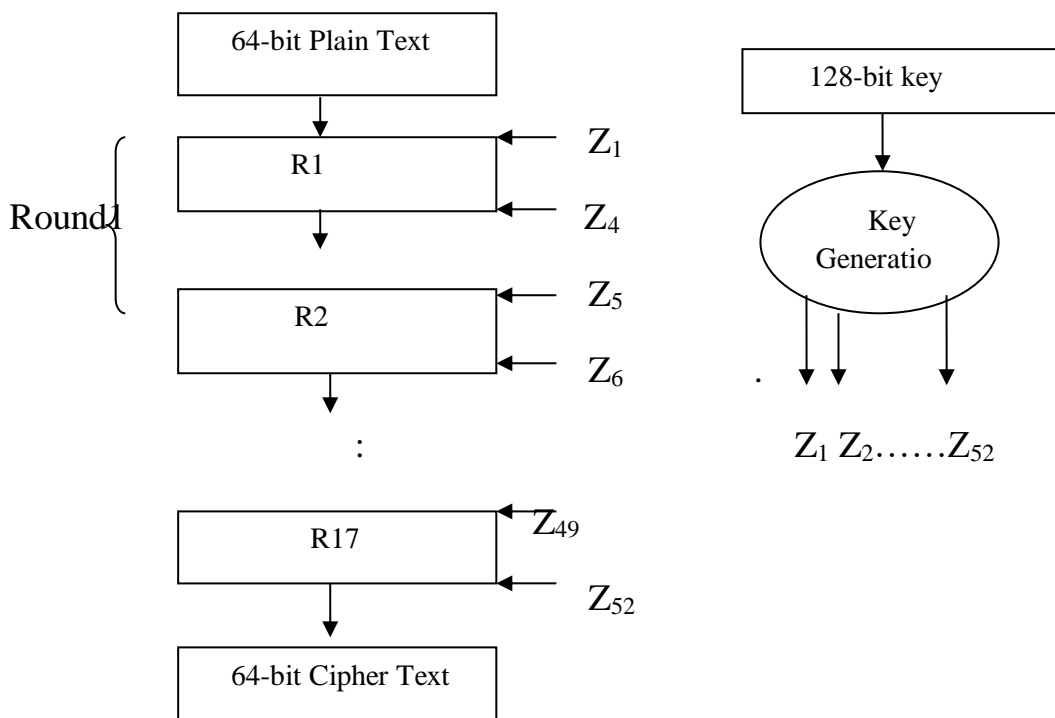 64-bit Plain Text
128-bit key
Z₁
R1
Round1
Z₄
Key
Generatio
R2
Z₅
Z₆
.
:
Z₁ Z₂……Z₅₂
R17
Z₄₉
Z₅₂
64-bit Cipher Text